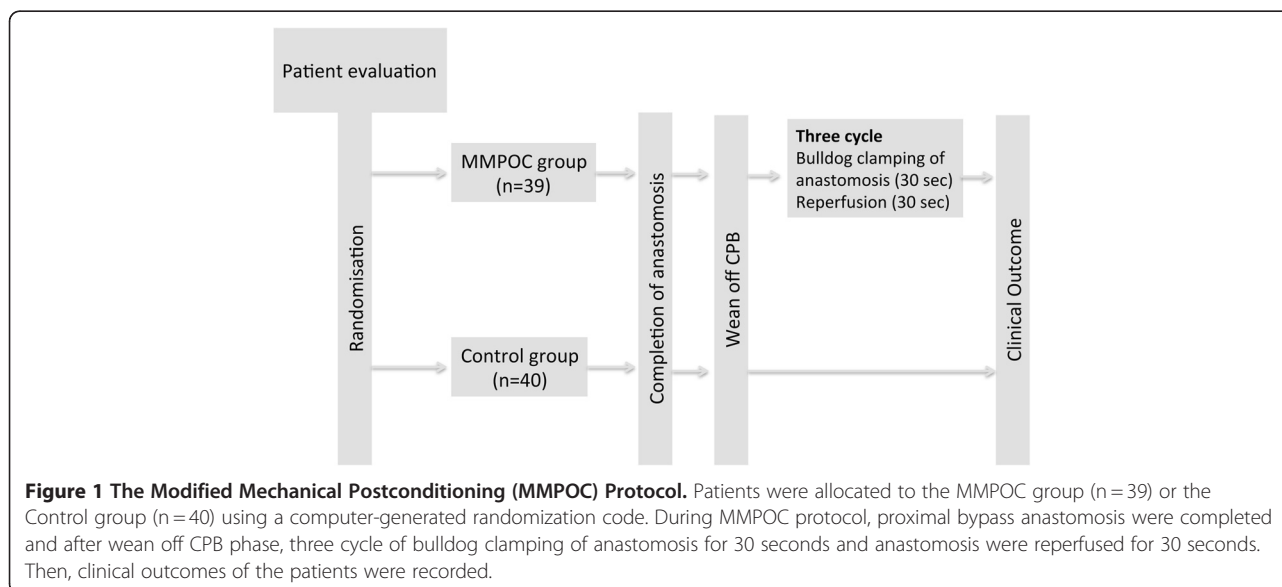 Patient evaluation
Randomisation
MMPOC group
(n=39)
Control group
(n=40)
Completion of anastomosis
Wean off CPB
Three cycle
Bulldog clamping of
anastomosis (30 sec)
Reperfusion (30 sec)
Clinical Outcome
Figure 1 The Modified Mechanical Postconditioning (MMPOC) Protocol. Patients were allocated to the MMPOC group (n = 39) or the
Control group (n = 40) using a computer-generated randomization code. During MMPOC protocol, proximal bypass anastomosis were completed
and after wean off CPB phase, three cycle of bulldog clamping of anastomosis for 30 seconds and anastomosis were reperfused for 30 seconds.
Then, clinical outcomes of the patients were recorded.